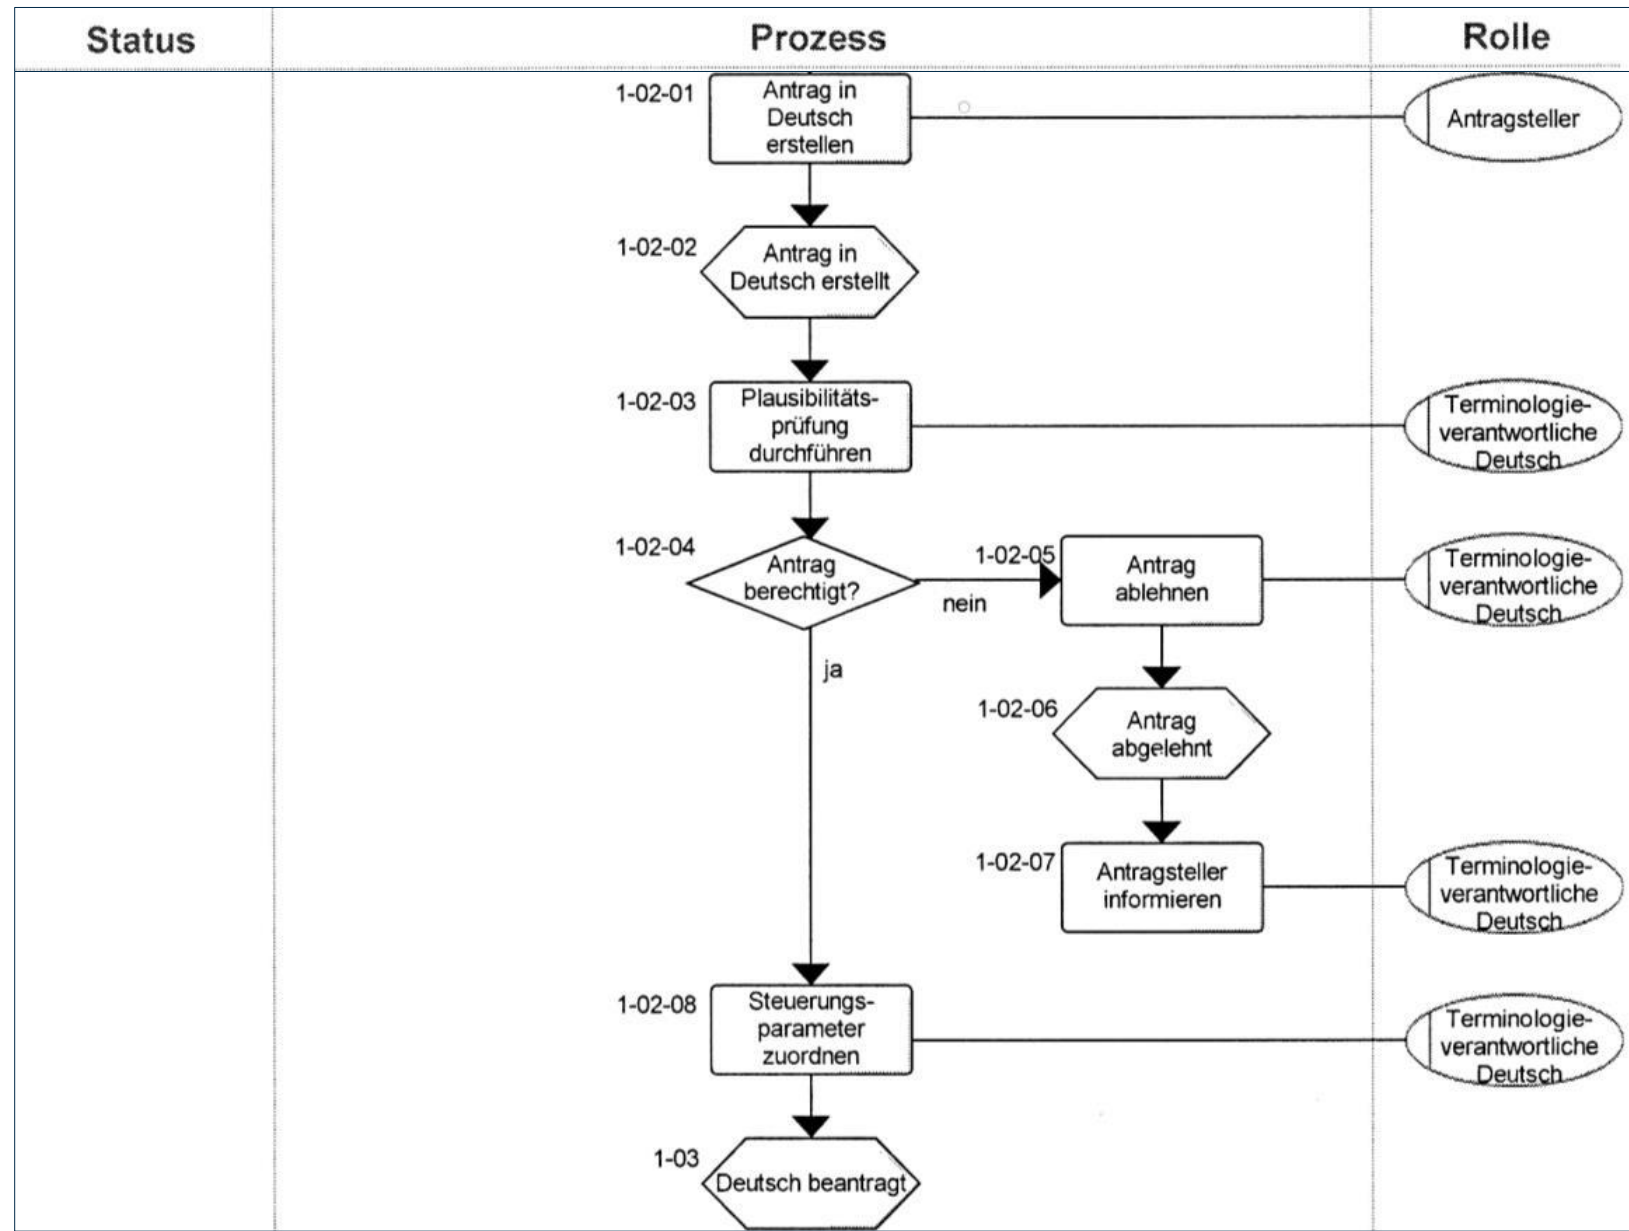 Status
Prozess
Rolle
1-02-01
Antrag in
Deutsch
erstellen
Antragsteller
1-02-02
Antrag in
Deutsch erstellt
1-02-03
Plausibilitäts-
prüfung
durchführen
Terminologie-
verantwortliche
Deutsch
1-02-04
Antrag
berechtigt?
nein
ja
1-02-05
Antrag
ablehnen
Terminologie-
verantwortliche
Deutsch
1-02-06
Antrag
abgelehnt
1-02-07
Antragsteller
informieren
Terminologie-
verantwortliche
Deutsch
1-02-08
Steuerungs-
parameter
zuordnen
Terminologie-
verantwortliche
Deutsch
1-03
Deutsch beantragt